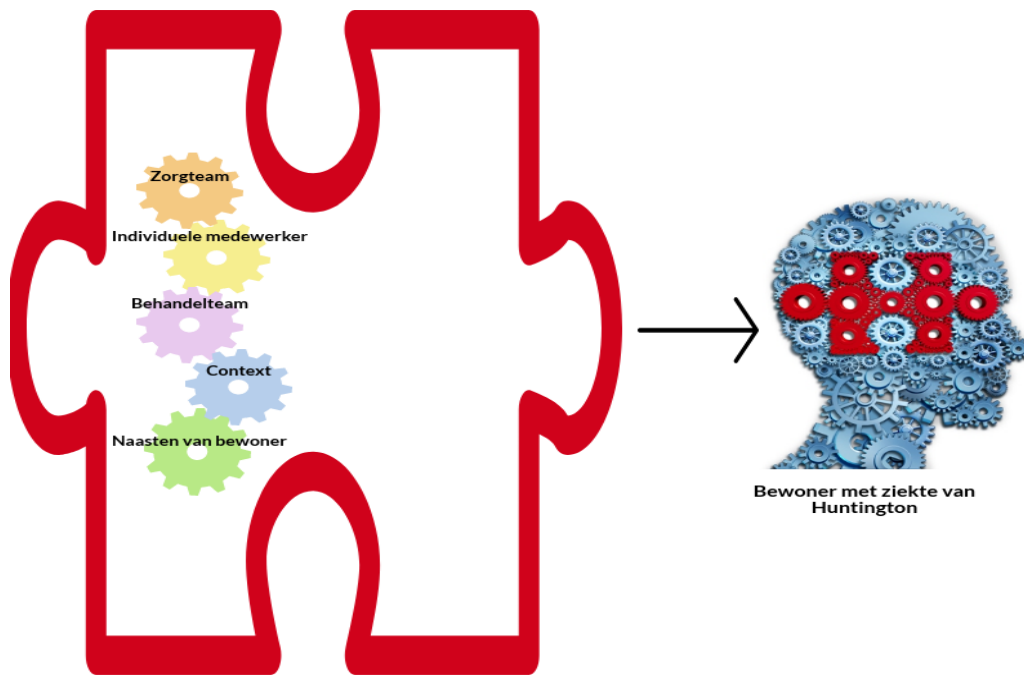 Zorgteam
Individuele medewerker
Behandelteam
Context
Naasten van bewoner
Bewoner met ziekte van
Huntington